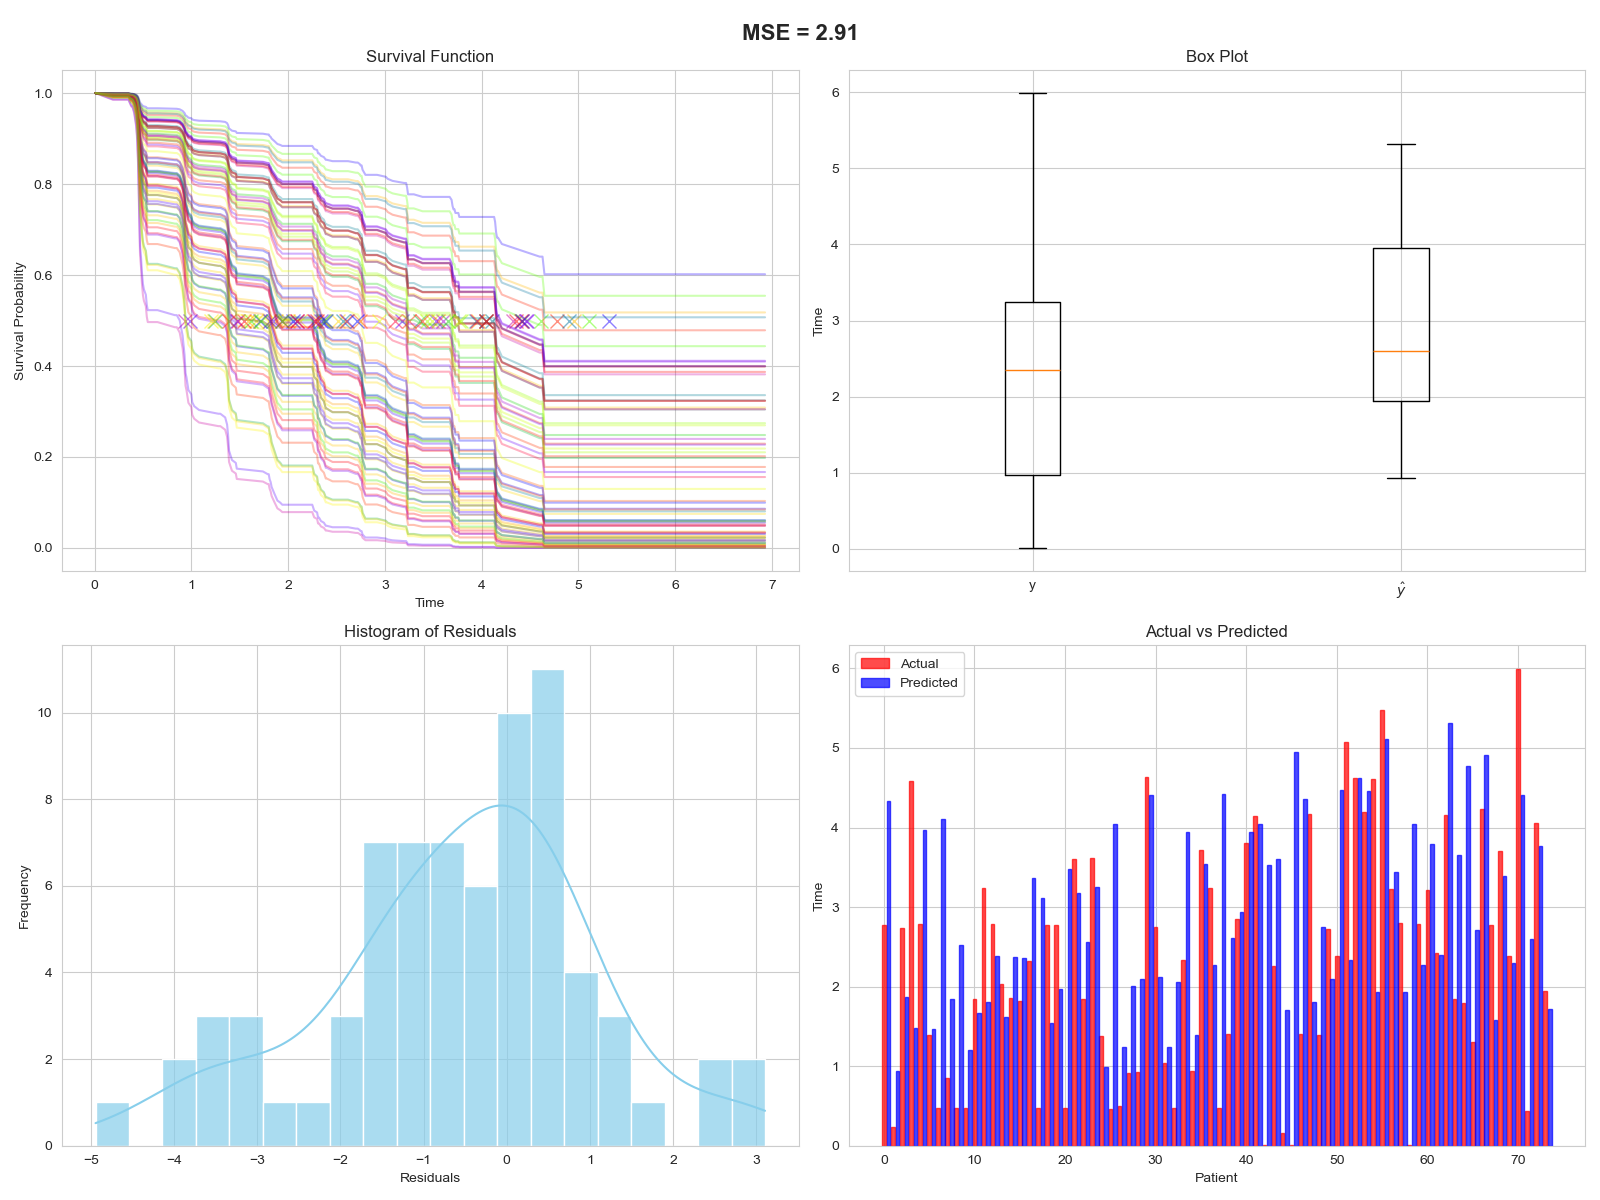 MSE = 2.91
Survival Function
1.0
0.8
0.6
0.4
0.2
0.0
Survival Probability
0 1 2 3 4 5 6 7
Time
Box Plot
6
5
4
3
2
1
0
Time
y ŷ
Histogram of Residuals
10
8
6
4
2
0
Frequency
−5 −4 −3 −2 −1 0 1 2 3
Residuals
Actual vs Predicted
Actual
Predicted
6
5
4
3
2
1
0
Time
0 10 20 30 40 50 60 70
Patient